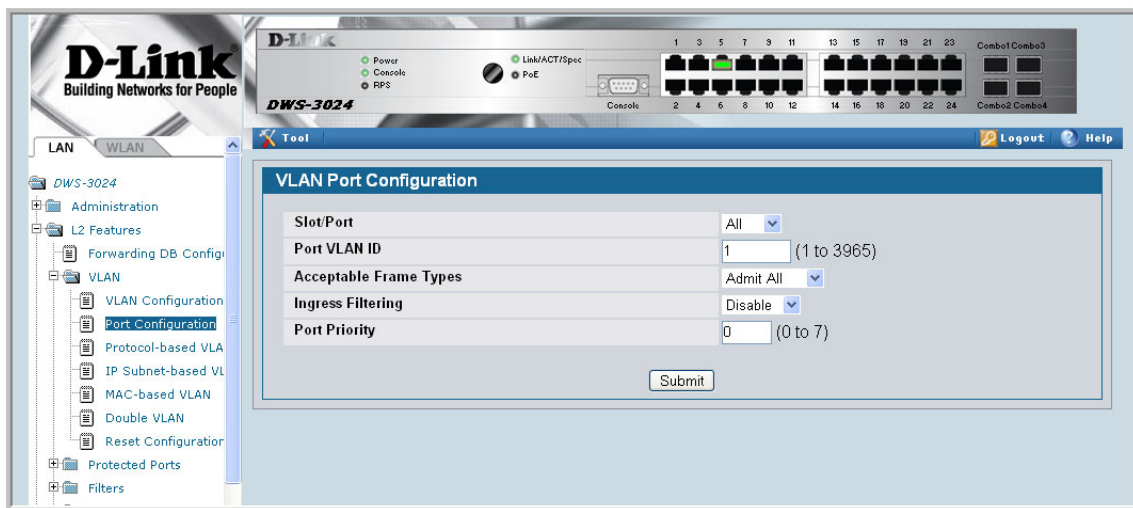 D-Link
Building Networks for People
D-Link
Power
Console
RPS
Link/ACT/Spec
PoE
DWS-3024
Console
1 3 5 7 9 11 13 15 17 19 21 23
Combo1 Combo3
2 4 6 8 10 12 14 16 18 20 22 24
Combo2 Combo4
LAN
WLAN
Tool
Logout
Help
DWS-3024
Administration
L2 Features
Forwarding DB Configu
VLAN
VLAN Configuration
Port Configuration
Protocol-based VLA
IP Subnet-based VL
MAC-based VLAN
Double VLAN
Reset Configuration
Protected Ports
Filters
VLAN Port Configuration
Slot/Port
All
Port VLAN ID
1 (1 to 3965)
Acceptable Frame Types
Admit All
Ingress Filtering
Disable
Port Priority
0 (0 to 7)
Submit